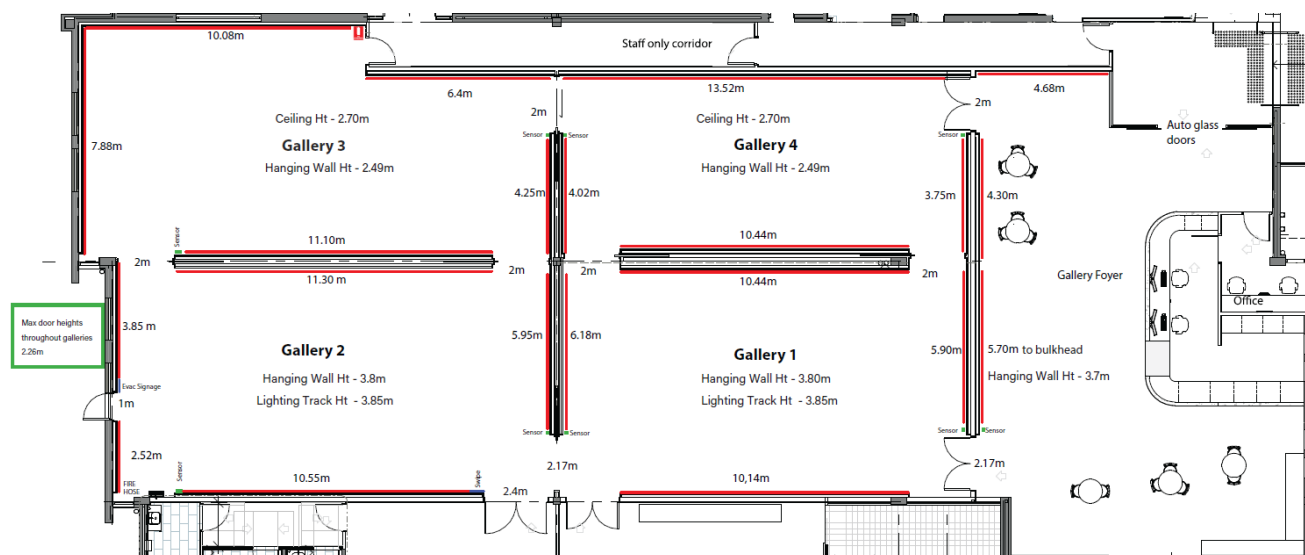 10.08m
Staff only corridor
6.4m
13.52m
4.68m
2m
2m
Ceiling Ht - 2.70m
Ceiling Ht - 2.70m
Auto glass
doors
Sensor
Sensor
Sensor
7.88m
Gallery 3
Gallery 4
Hanging Wall Ht - 2.49m
Hanging Wall Ht - 2.49m
4.25m
4.02m
3.75m
4.30m
Sensor
11.10m
10.44m
2m
11.30 m
2m
2m
10.44m
2m
Gallery Foyer
Office
Max door heights
throughout galleries
2.26m
3.85 m
5.95m
6.18m
5.90m
5.70m to bulkhead
Gallery 2
Gallery 1
Hanging Wall Ht - 3.8m
Hanging Wall Ht - 3.80m
Hanging Wall Ht - 3.7m
Evac Signage
Lighting Track Ht - 3.85m
Lighting Track Ht - 3.85m
1m
Sensor
Sensor
Sensor
Sensor
2.52m
2.17m
2.17m
Sensor
10.55m
Swipe
10,14m
FIRE
HOSE
2.4m